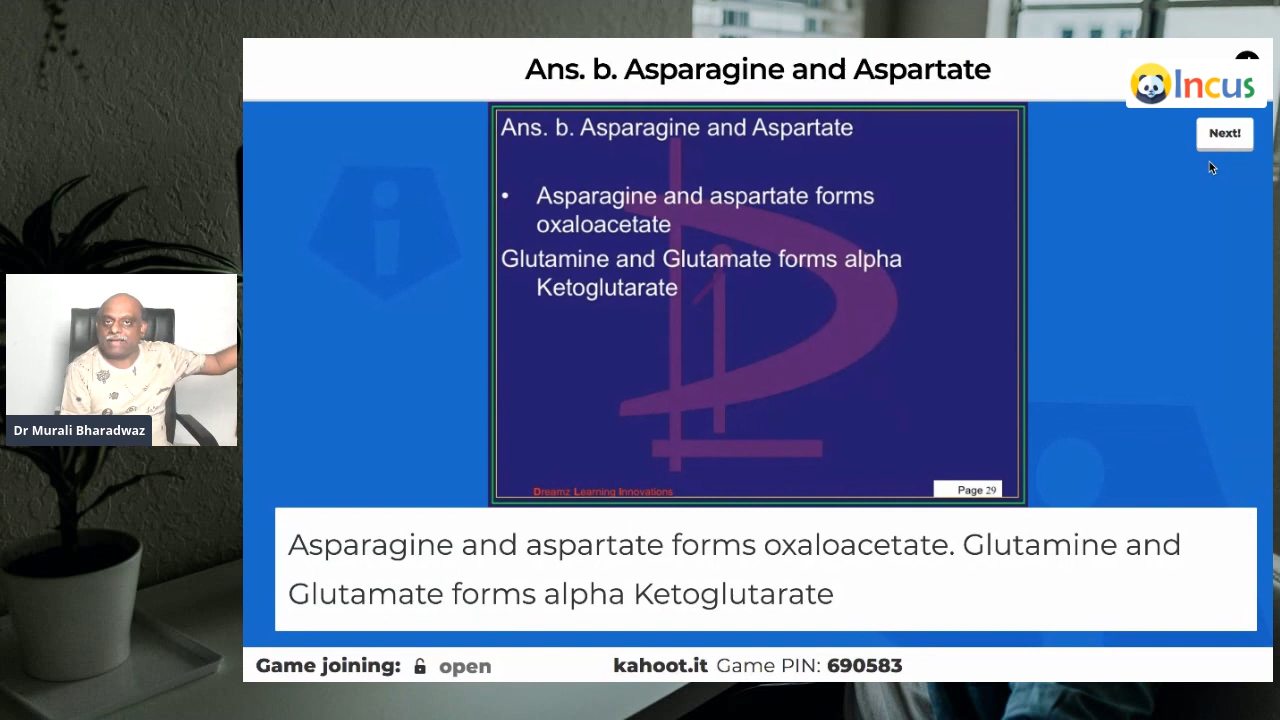 Ans. b. Asparagine and Aspartate
Incus
Next!
Ans. b. Asparagine and Aspartate
• Asparagine and aspartate forms
oxaloacetate
Glutamine and Glutamate forms alpha
Ketoglutarate
Dreamz Learning Innovations
Page 29
Dr Murali Bharadwaz
Asparagine and aspartate forms oxaloacetate. Glutamine and
Glutamate forms alpha Ketoglutarate
Game joining: open
kahoot.it Game PIN: 690583